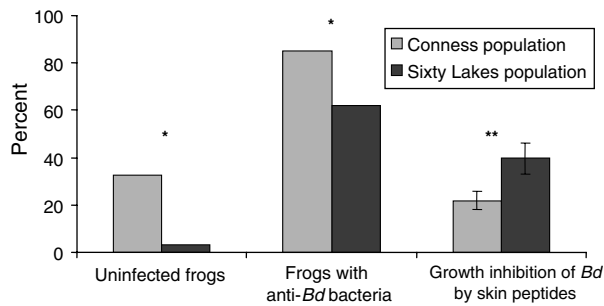 100
80
60
40
20
0
Percent
Conness population
Sixty Lakes population
*
*
**
Uninfected frogs
Frogs with
anti-Bd bacteria
Growth inhibition of Bd
by skin peptides